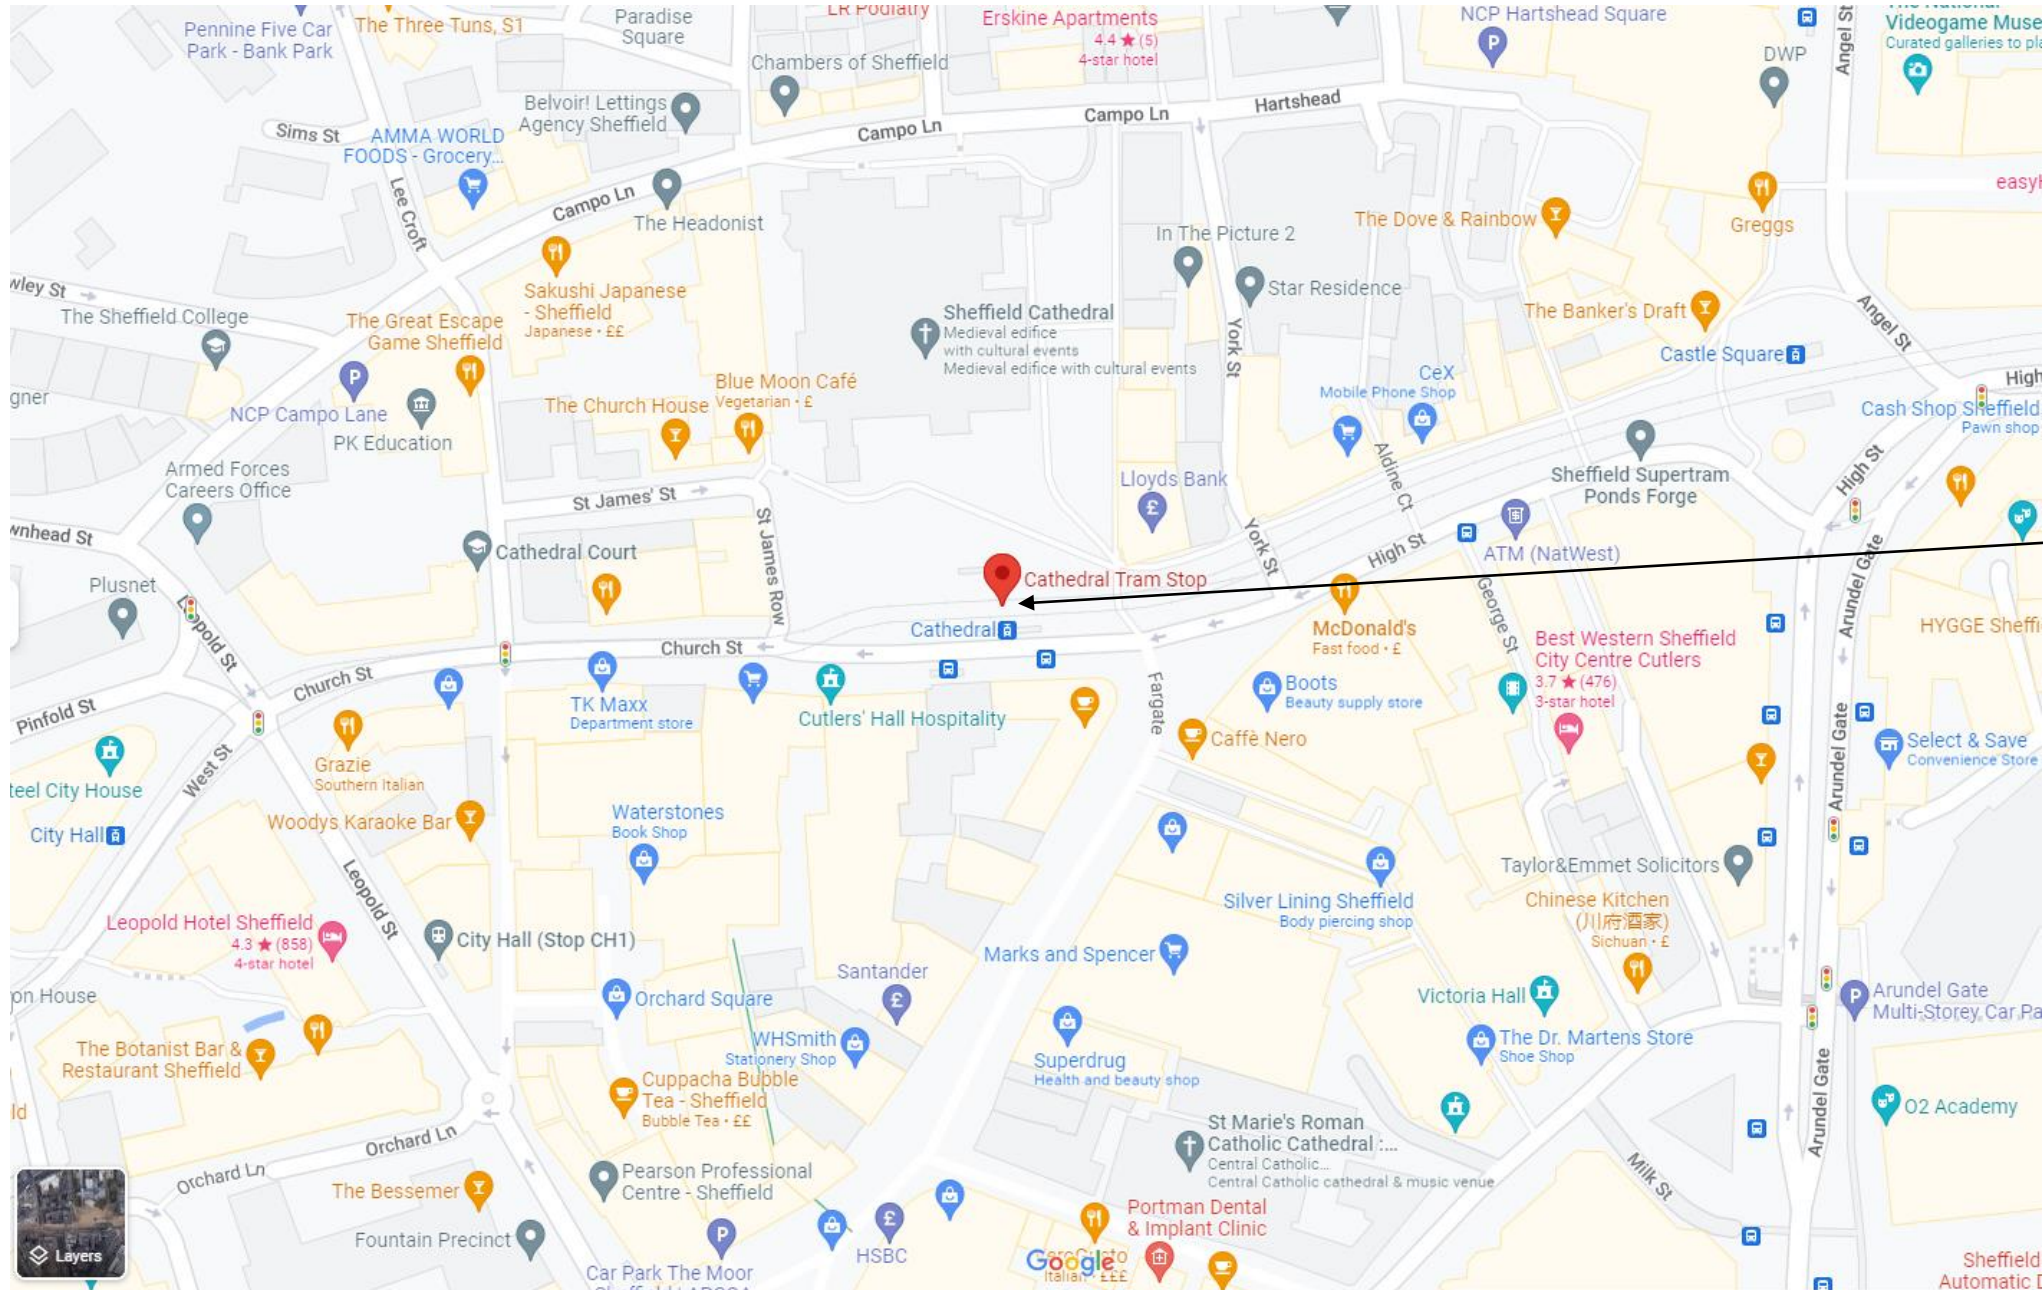 Pennine Five Car
Park - Bank Park
The Three Tuns, S1
Paradise
Square
LR Podiatry
Erskine Apartments
4.4 ★ (5)
4-star hotel
NCP Hartshead Square
Angel St
Videogame Muse
Curated galleries to pla
DWP
Chambers of Sheffield
Belvoir! Lettings
Agency Sheffield
Sims St
AMMA WORLD
FOODS - Grocery...
Campo Ln
Campo Ln
Hartshead
Lee Croft
Campo Ln
The Headonist
In The Picture 2
The Dove & Rainbow
Greggs
easyH
Star Residence
wley St
The Sheffield College
Sakushi Japanese
- Sheffield
Japanese • ££
The Great Escape
Game Sheffield
Sheffield Cathedral
Medieval edifice
with cultural events
Medieval edifice with cultural events
York St
The Banker's Draft
Angel St
Castle Square
High
gner
NCP Campo Lane
PK Education
Blue Moon Café
Vegetarian • £
The Church House
CeX
Mobile Phone Shop
Cash Shop Sheffield
Pawn shop
Armed Forces
Careers Office
Aldine Ct
Sheffield Supertram
Ponds Forge
High St
St James' St
St James Row
Lloyds Bank
wnhead St
Cathedral Court
York St
High St
ATM (NatWest)
Arundel Gate
Plusnet
Leopold St
Cathedral Tram Stop
Cathedral
George St
McDonald's
Fast food • £
HYGGE Sheffi
Church St
Church St
Best Western Sheffield
City Centre Cutlers
3.7 ★ (476)
3-star hotel
Pinfold St
TK Maxx
Department store
Cutlers' Hall Hospitality
Fargate
Boots
Beauty supply store
West St
Grazie
Southern Italian
Caffè Nero
Arundel Gate
Select & Save
Convenience Store
teel City House
City Hall
Woodys Karaoke Bar
Waterstones
Book Shop
Leopold St
Silver Lining Sheffield
Body piercing shop
Taylor&Emmet Solicitors
Chinese Kitchen
(川府酒家)
Sichuan • £
Leopold Hotel Sheffield
4.3 ★ (858)
4-star hotel
City Hall (Stop CH1)
Marks and Spencer
Santander
on House
Orchard Square
Victoria Hall
Arundel Gate
Multi-Storey Car Pa
The Botanist Bar &
Restaurant Sheffield
WHSmith
Stationery Shop
Superdrug
Health and beauty shop
The Dr. Martens Store
Shoe Shop
Cuppacha Bubble
Tea - Sheffield
Bubble Tea • ££
Arundel Gate
O2 Academy
ld
Orchard Ln
Orchard Ln
St Marie's Roman
Catholic Cathedral :...
Central Catholic...
Central Catholic cathedral & music venue
Milk St
The Bessemer
Pearson Professional
Centre - Sheffield
Portman Dental
& Implant Clinic
Fountain Precinct
Layers
HSBC
Google
Italian • £££
Car Park The Moor
Sheffield
Automatic D